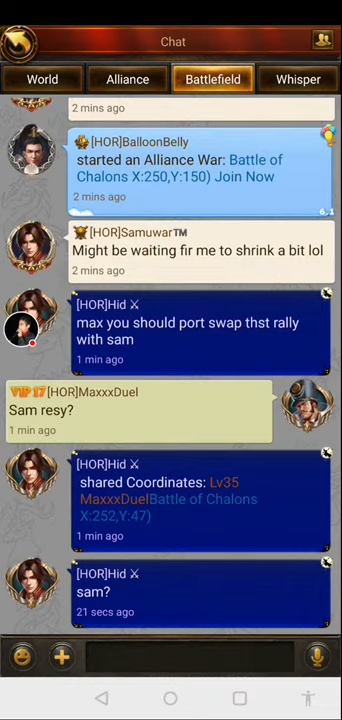 Chat
World
Alliance
Battlefield
Whisper
2 mins ago
[HOR]BalloonBelly
started an Alliance War: Battle of
Chalons X:250,Y:150) Join Now
2 mins ago
[HOR]Samuwar™
Might be waiting fir me to shrink a bit lol
2 mins ago
[HOR]Hid ⚔
max you should port swap thst rally
with sam
1 min ago
VIP 17 [HOR]MaxxxDuel
Sam resy?
1 min ago
[HOR]Hid ⚔
shared Coordinates: Lv35
MaxxxDuelBattle of Chalons
X:252,Y:47)
1 min ago
[HOR]Hid ⚔
sam?
21 secs ago